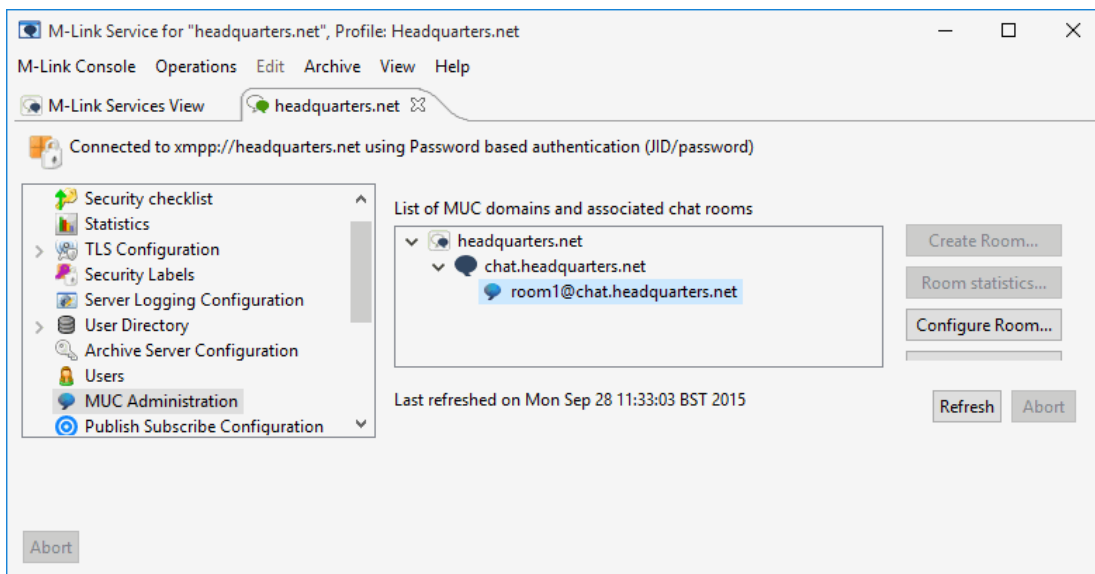 M-Link Service for "headquarters.net", Profile: Headquarters.net
M-Link Console Operations Edit Archive View Help
M-Link Services View headquarters.net
Connected to xmpp://headquarters.net using Password based authentication (JID/password)
Security checklist
Statistics
TLS Configuration
Security Labels
Server Logging Configuration
User Directory
Archive Server Configuration
Users
MUC Administration
Publish Subscribe Configuration
List of MUC domains and associated chat rooms
headquarters.net
chat.headquarters.net
room1@chat.headquarters.net
Create Room...
Room statistics...
Configure Room...
Last refreshed on Mon Sep 28 11:33:03 BST 2015
Refresh Abort
Abort